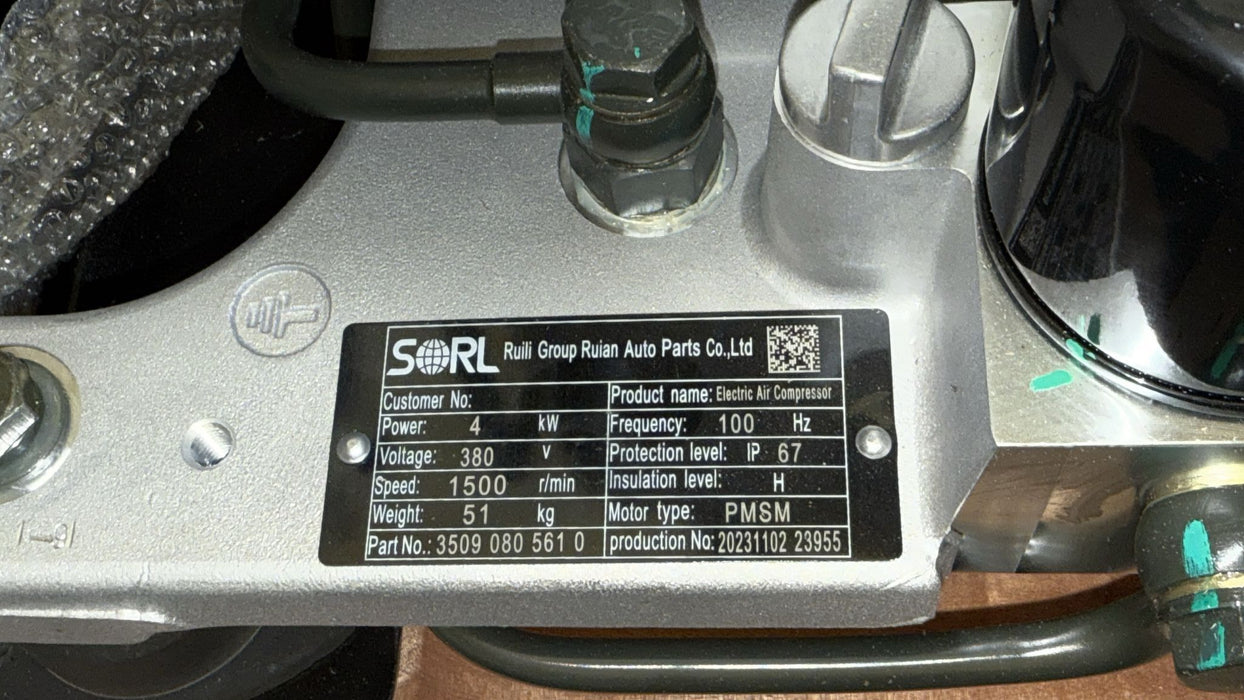 SORL Ruili Group Ruian Auto Parts Co.,Ltd
Customer No:
Product name: Electric Air Compressor
Power: 4 kW
Frequency: 100 Hz
Voltage: 380 V
Protection level: IP 67
Speed: 1500 r/min
Insulation level: H
Weight: 51 kg
Motor type: PMSM
Part No.: 3509 080 561 0
production No: 20231102 23955